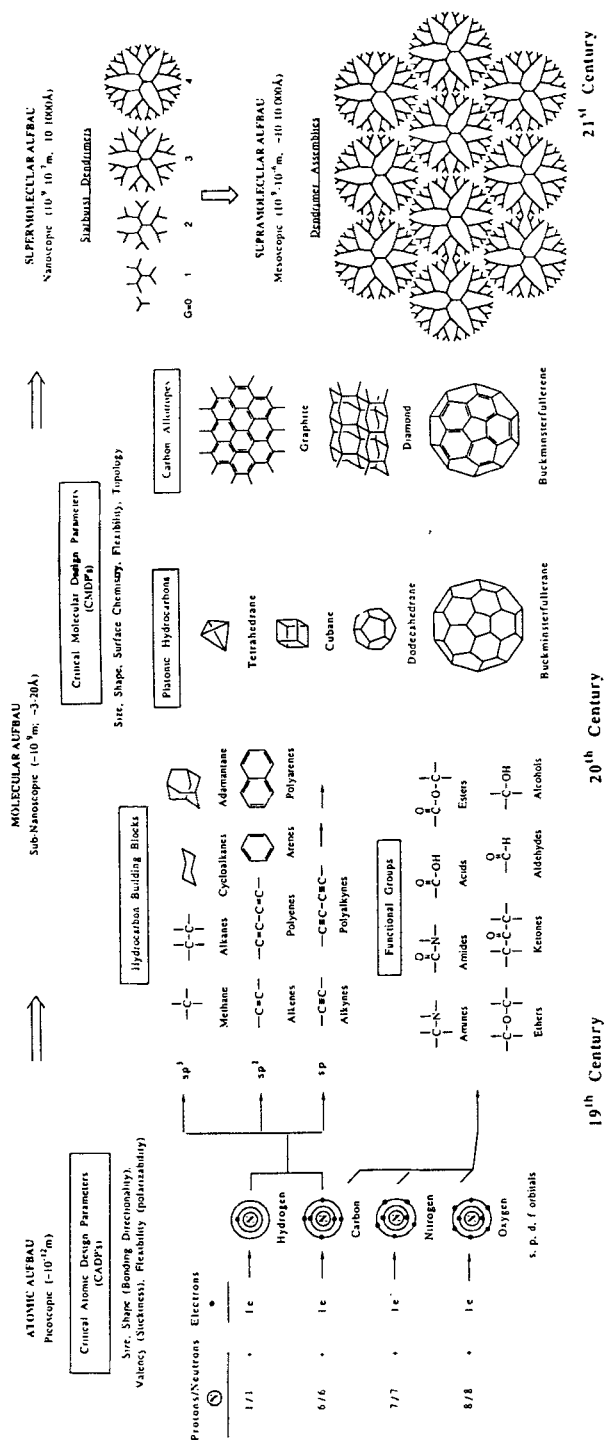 ATOMIC AUFBAU
Picoscopic (~10⁻¹²m)
Critical Atomic Design Parameters
(CADP's)
Size, Shape (Bonding Directionality),
Valency (Stickiness), Flexibility (polarizability)
Protons/Neutrons Electrons
N
1/1 + 1e
N
Hydrogen
6/6 + 1e
N
Carbon
7/7 + 1e
N
Nitrogen
8/8 + 1e
N
Oxygen
s, p, d, f orbitals
MOLECULAR AUFBAU
Sub-Nanoscopic (~10⁻⁹m; ~3-20Å)
Hydrocarbon Building Blocks
sp³
Methane Alkanes Cycloalkanes Adamantane
sp²
Alkenes Polyenes Arenes Polyarenes
sp
Alkynes Polyalkynes
Functional Groups
Amines Amides Acids Esters
Ethers Ketones Aldehydes Alcohols
19th Century
Critical Molecular Design Parameters
(CMDP's)
Size, Shape, Surface Chemistry, Flexibility, Topology
Platonic Hydrocarbons
Tetrahedrane
Cubane
Dodecahedrane
Buckminsterfullerane
Carbon Allotropes
Graphite
Diamond
Buckminsterfullerene
20th Century
SUPERMOLECULAR AUFBAU
Nanoscopic (10⁻⁹ 10⁻⁷m, 10 1000Å)
Starburst Dendrimers
G=0 1 2 3 4
SUPRAMOLECULAR AUFBAU
Mesoscopic (10⁻⁹-10⁻⁶m, ~10 10·000Å)
Dendrimer Assemblies
21st Century